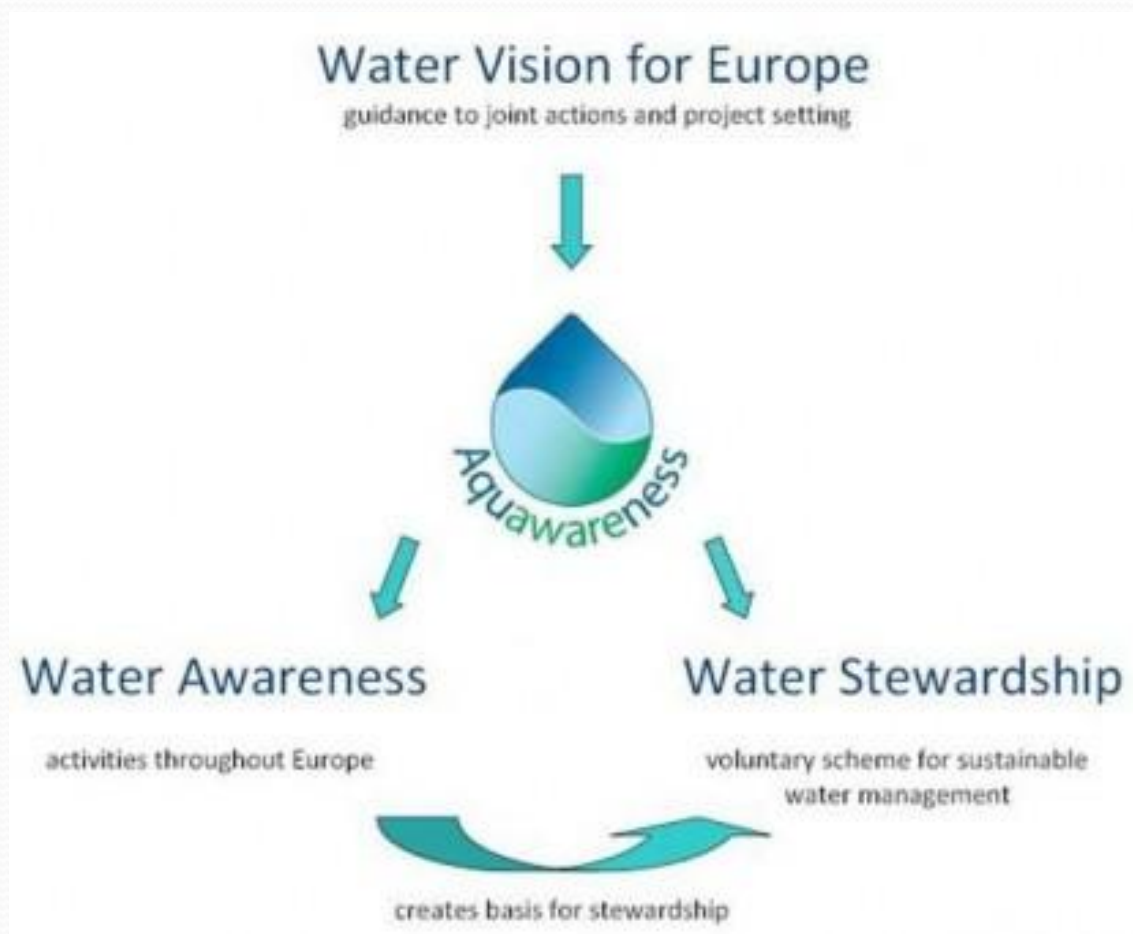 Water Vision for Europe
guidance to joint actions and project setting
Aquawareness
Water Awareness
activities throughout Europe
Water Stewardship
voluntary scheme for sustainable
water management
creates basis for stewardship